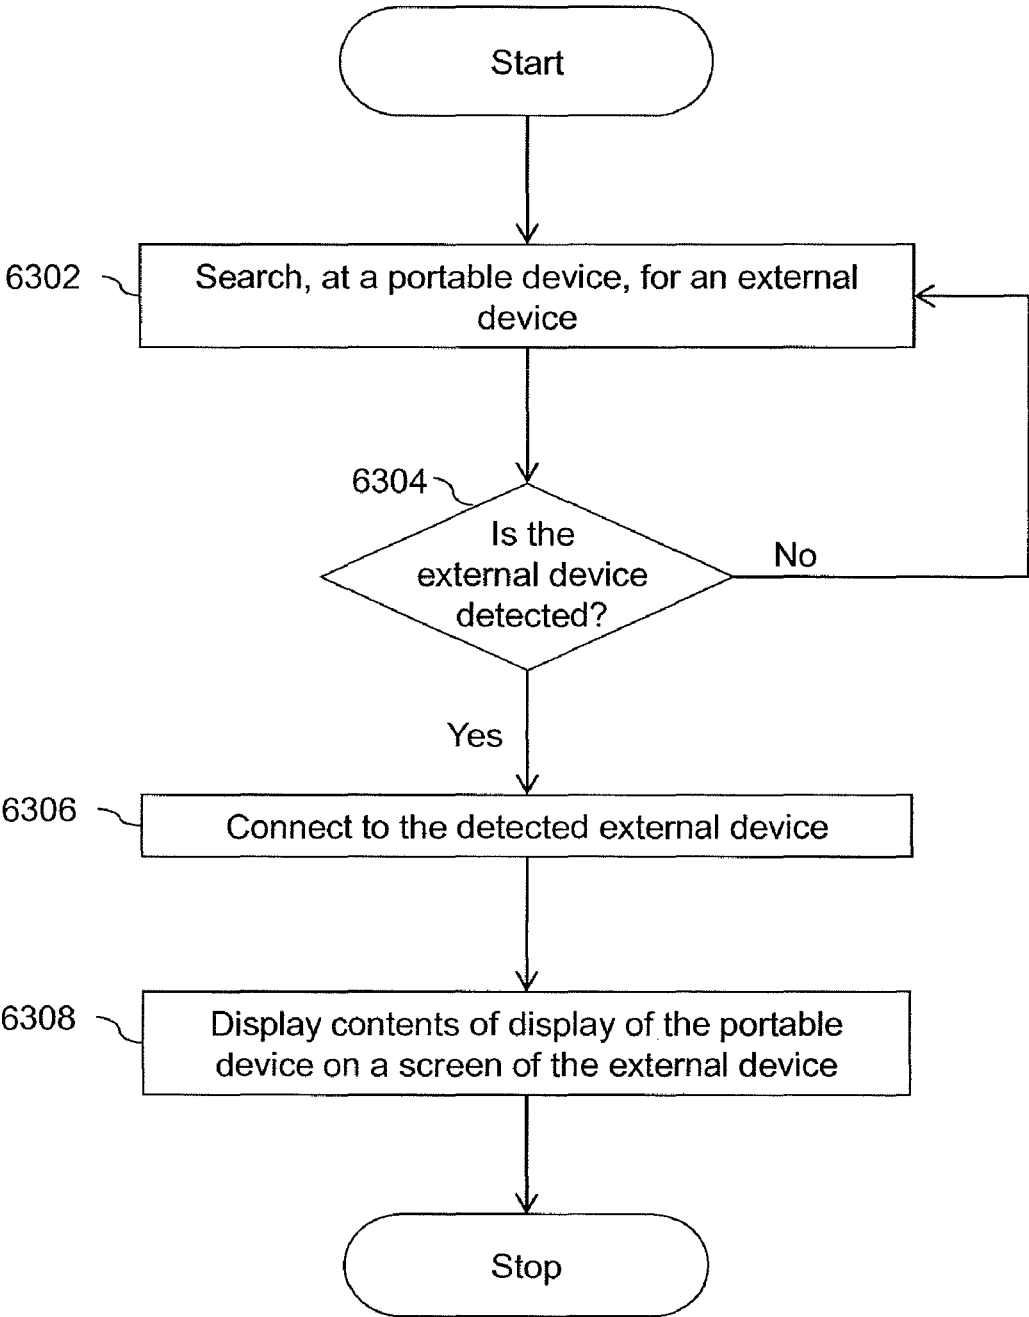 Start
6302
Search, at a portable device, for an external
device
6304
Is the
external device
detected?
No
Yes
6306
Connect to the detected external device
6308
Display contents of display of the portable
device on a screen of the external device
Stop